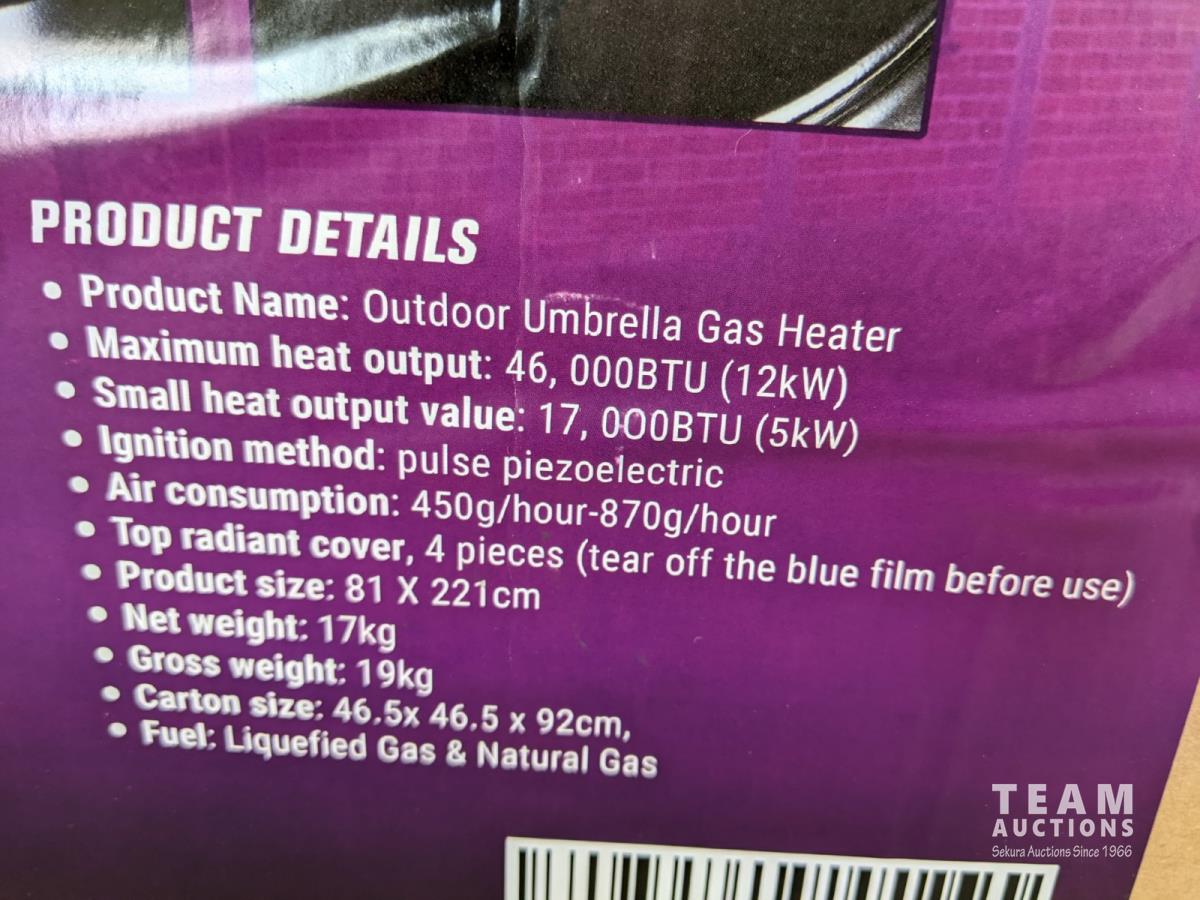 PRODUCT DETAILS
• Product Name: Outdoor Umbrella Gas Heater
• Maximum heat output: 46, 000BTU (12kW)
• Small heat output value: 17, 000BTU (5kW)
• Ignition method: pulse piezoelectric
• Air consumption: 450g/hour-870g/hour
• Top radiant cover, 4 pieces (tear off the blue film before use)
• Product size: 81 X 221cm
• Net weight: 17kg
• Gross weight: 19kg
• Carton size: 46.5x 46.5 x 92cm,
• Fuel: Liquefied Gas & Natural Gas
TEAM
AUCTIONS
Sekura Auctions Since 1966